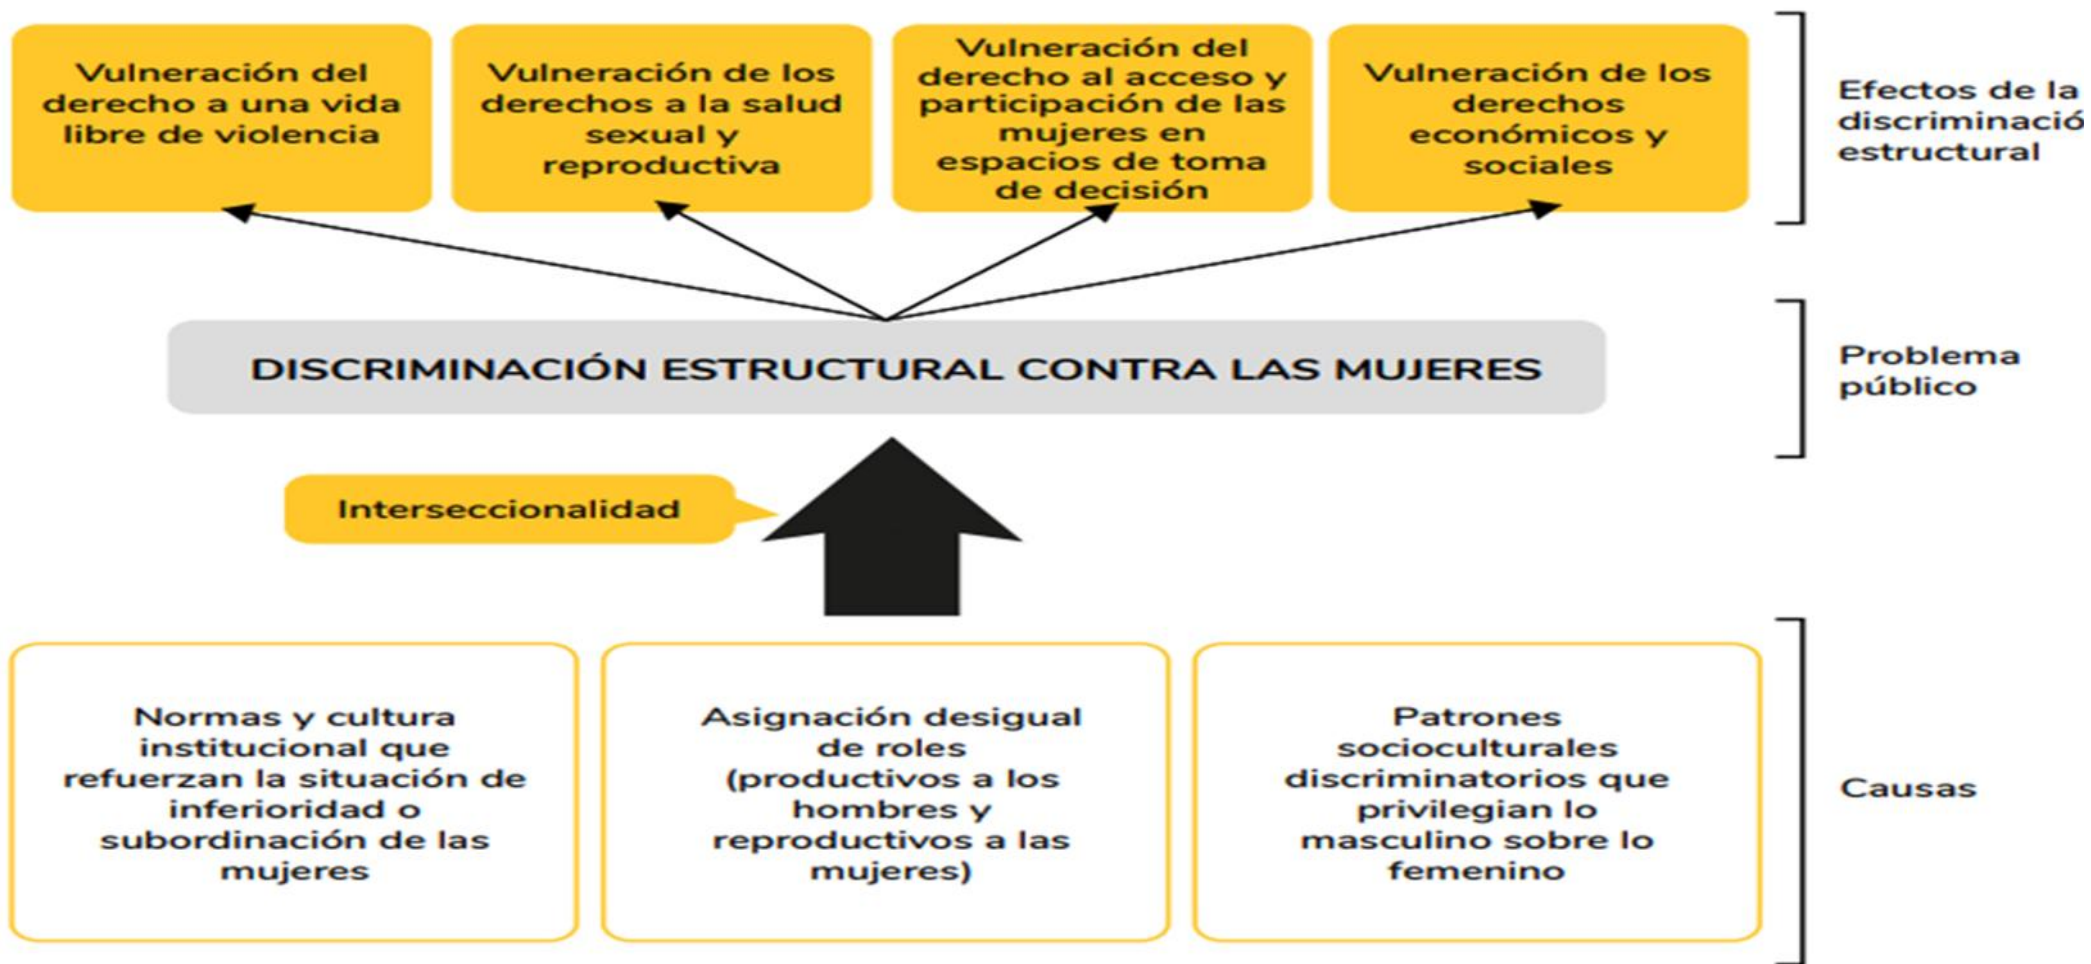 Vulneración del
derecho a una vida
libre de violencia
Vulneración de los
derechos a la salud
sexual y
reproductiva
Vulneración del
derecho al acceso y
participación de las
mujeres en
espacios de toma
de decisión
Vulneración de los
derechos
económicos y
sociales
Efectos de la
discriminació
estructural
DISCRIMINACIÓN ESTRUCTURAL CONTRA LAS MUJERES
Problema
público
Interseccionalidad
Normas y cultura
institucional que
refuerzan la situación de
inferioridad o
subordinación de las
mujeres
Asignación desigual
de roles
(productivos a los
hombres y
reproductivos a las
mujeres)
Patrones
socioculturales
discriminatorios que
privilegian lo
masculino sobre lo
femenino
Causas